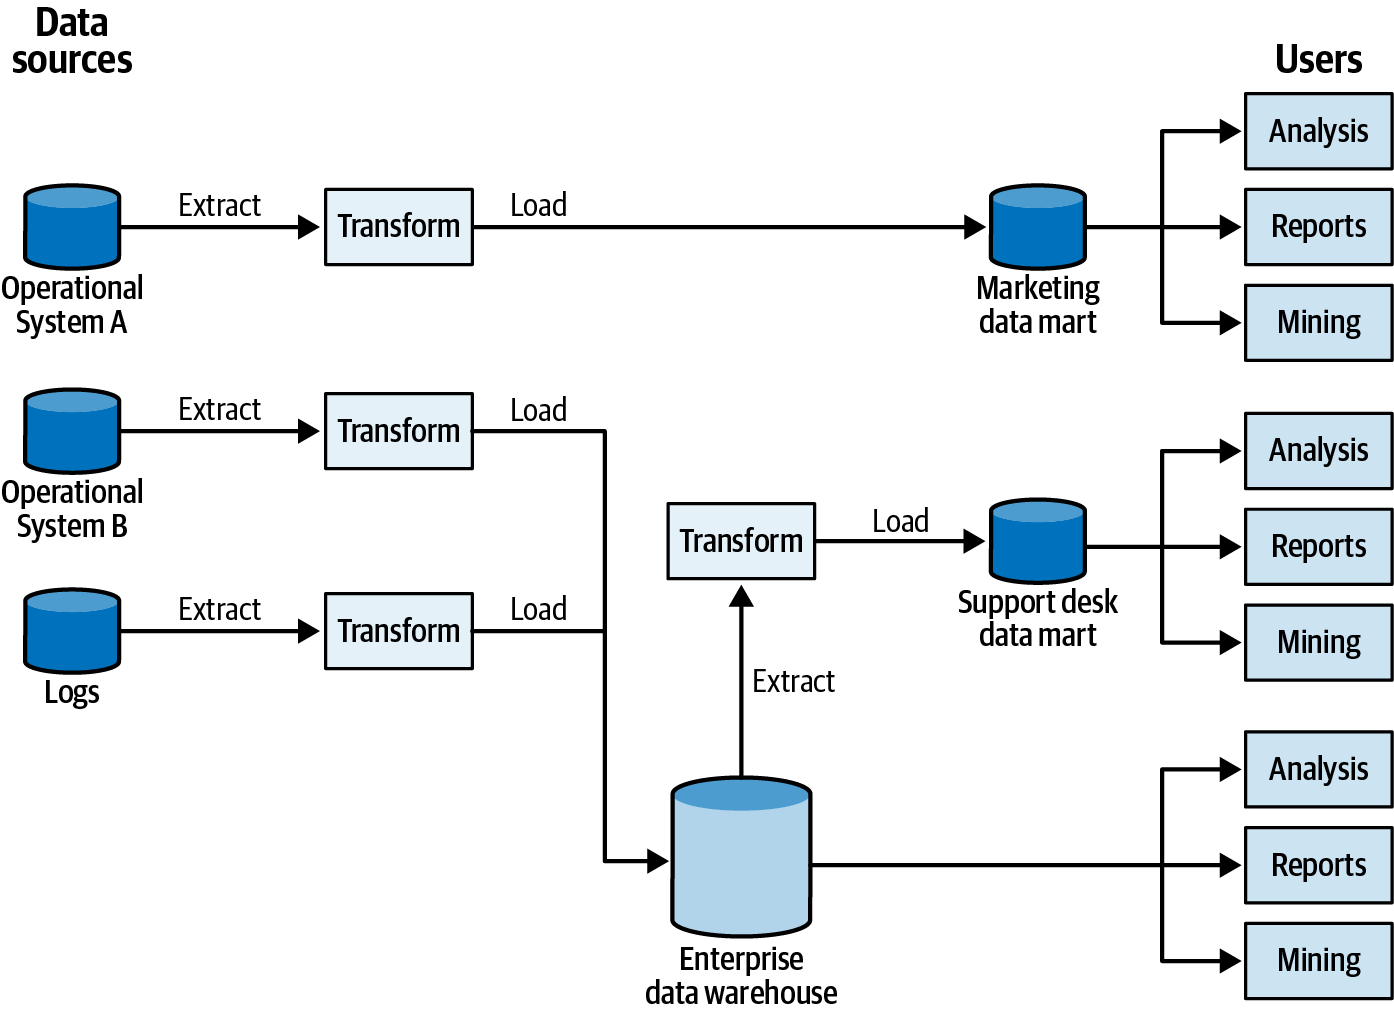 Data
sources
Users
Analysis
Extract
Load
Transform
Reports
Operational
System A
Marketing
data mart
Mining
Extract
Load
Transform
Analysis
Operational
System B
Transform
Load
Reports
Support desk
data mart
Extract
Load
Transform
Mining
Logs
Extract
Analysis
Reports
Enterprise
data warehouse
Mining